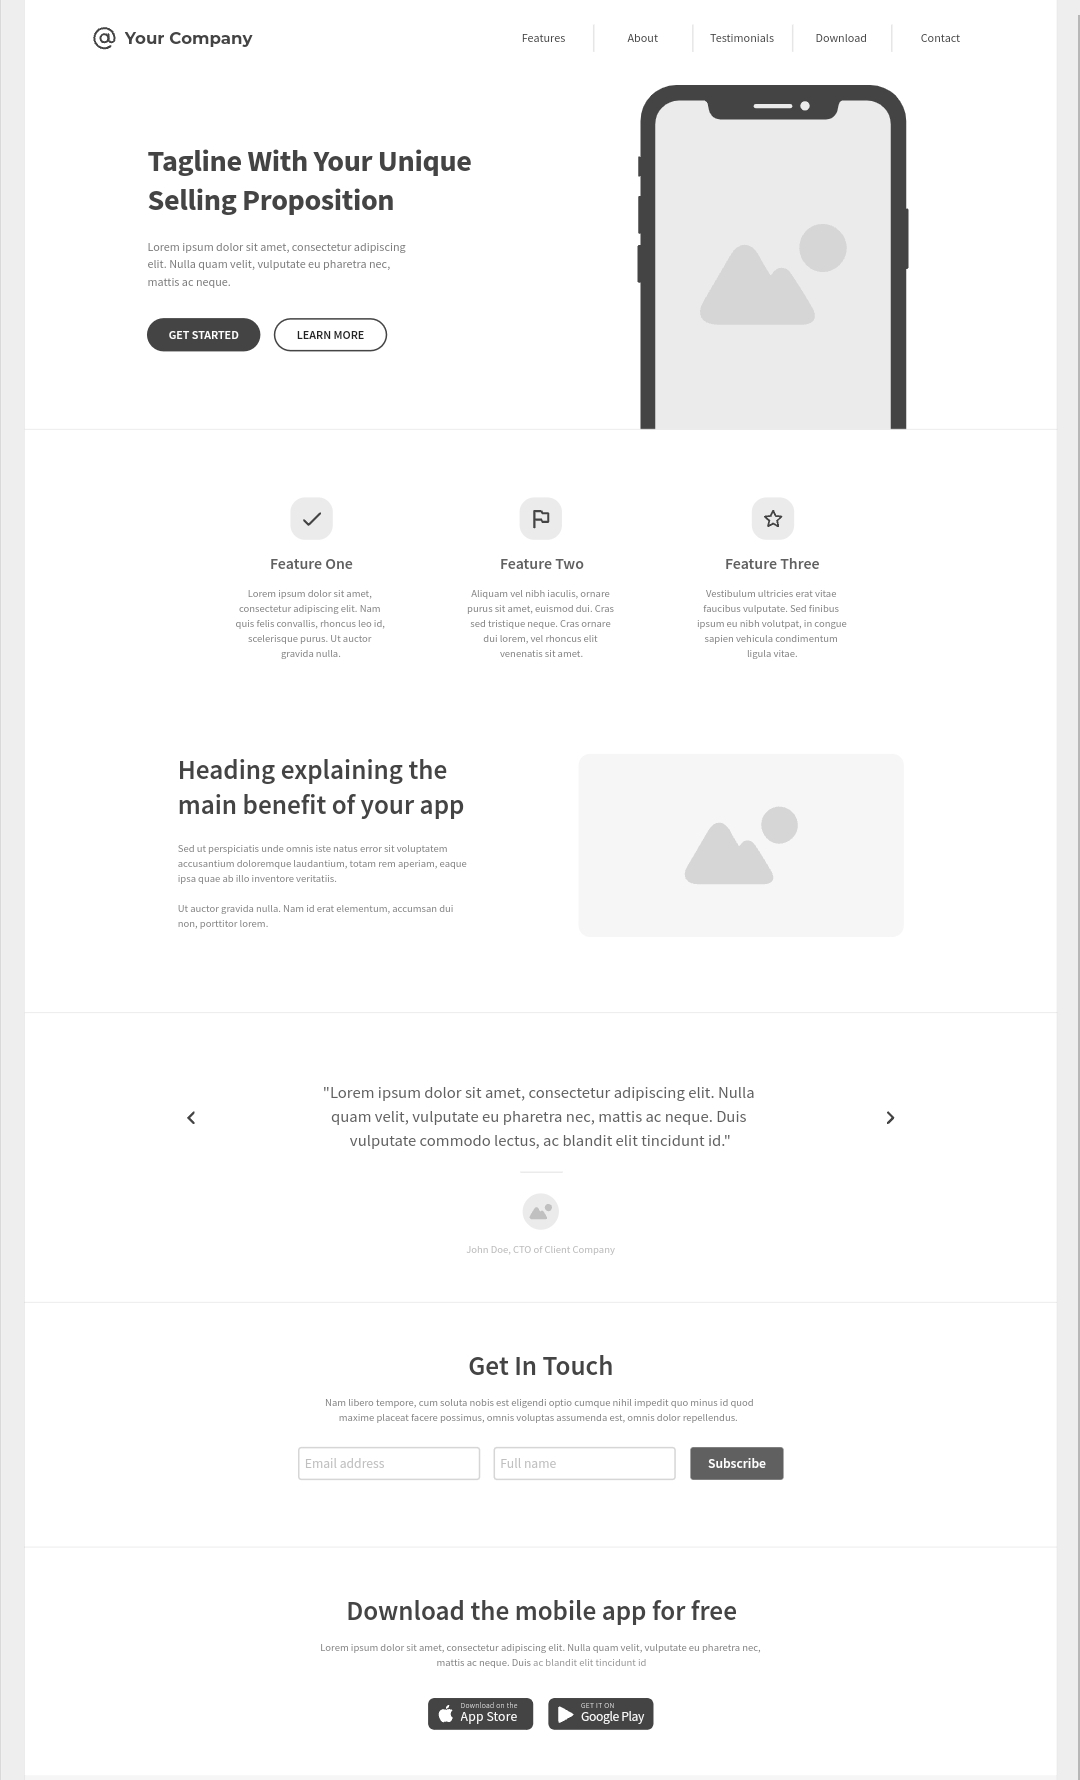 @ Your Company
Features
About
Testimonials
Download
Contact
Tagline With Your Unique
Selling Proposition
Lorem ipsum dolor sit amet, consectetur adipiscing
elit. Nulla quam velit, vulputate eu pharetra nec,
mattis ac neque.
GET STARTED
LEARN MORE
Feature One
Lorem ipsum dolor sit amet,
consectetur adipiscing elit. Nam
quis felis convallis, rhoncus leo id,
scelerisque purus. Ut auctor
gravida nulla.
Feature Two
Aliquam vel nibh iaculis, ornare
purus sit amet, euismod dui. Cras
sed tristique neque. Cras ornare
dui lorem, vel rhoncus elit
venenatis sit amet.
Feature Three
Vestibulum ultricies erat vitae
faucibus vulputate. Sed finibus
ipsum eu nibh volutpat, in congue
sapien vehicula condimentum
ligula vitae.
Heading explaining the
main benefit of your app
Sed ut perspiciatis unde omnis iste natus error sit voluptatem
accusantium doloremque laudantium, totam rem aperiam, eaque
ipsa quae ab illo inventore veritatiis.
Ut auctor gravida nulla. Nam id erat elementum, accumsan dui
non, porttitor lorem.
"Lorem ipsum dolor sit amet, consectetur adipiscing elit. Nulla
quam velit, vulputate eu pharetra nec, mattis ac neque. Duis
vulputate commodo lectus, ac blandit elit tincidunt id."
John Doe, CTO of Client Company
Get In Touch
Nam libero tempore, cum soluta nobis est eligendi optio cumque nihil impedit quo minus id quod
maxime placeat facere possimus, omnis voluptas assumenda est, omnis dolor repellendus.
Email address
Full name
Subscribe
Download the mobile app for free
Lorem ipsum dolor sit amet, consectetur adipiscing elit. Nulla quam velit, vulputate eu pharetra nec,
mattis ac neque. Duis ac blandit elit tincidunt id
Download on the
App Store
GET IT ON
Google Play